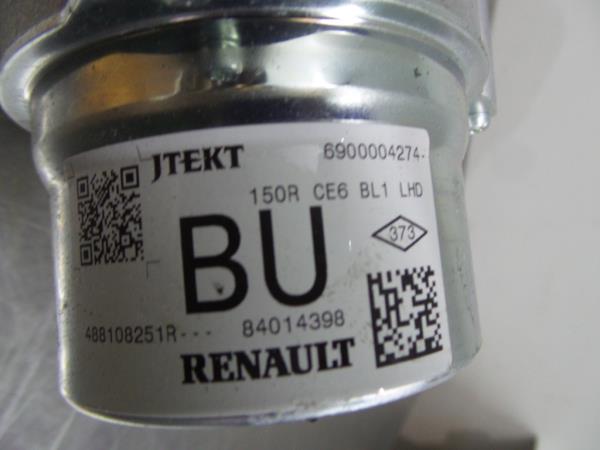 JTEKT 6900004274-
150R CE6 BL1 LHD
BU
373
488108251R---
84014398
RENAULT